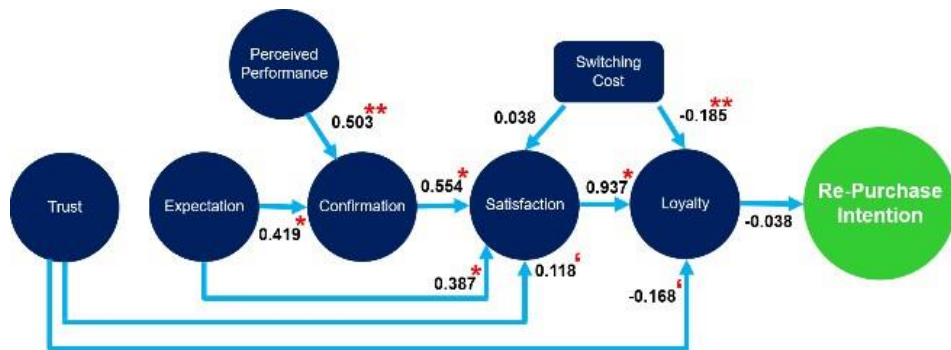 Perceived
Performance
Switching
Cost
0.503**
0.038
-0.185**
Trust
Expectation
0.419*
Confirmation
0.554*
Satisfaction
0.937*
Loyalty
-0.038
Re-Purchase
Intention
0.387*
0.118‘
-0.168‘